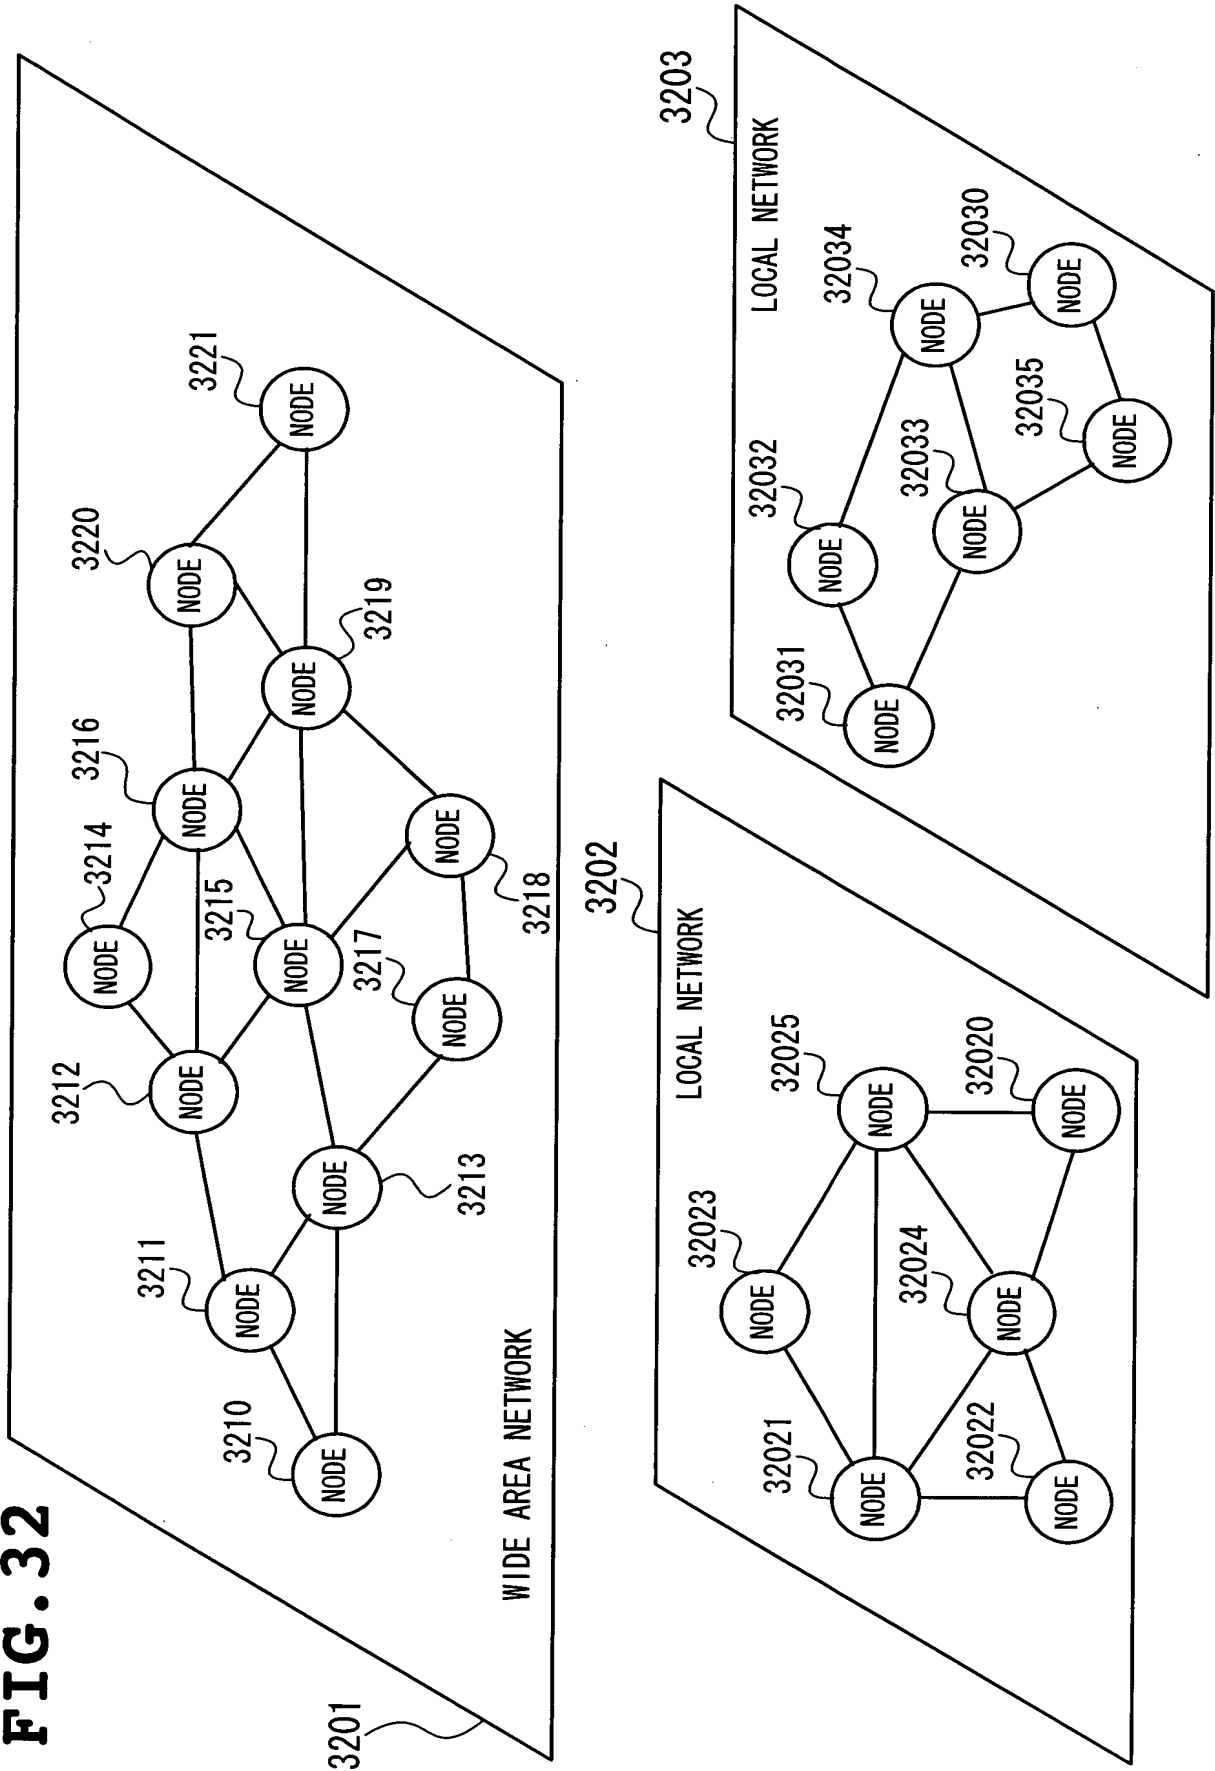 FIG.32
3201
WIDE AREA NETWORK
3210
NODE
3211
NODE
3212
NODE
3213
NODE
3214
NODE
3215
NODE
3216
NODE
3217
NODE
3218
NODE
3219
NODE
3220
NODE
3221
NODE
3202
LOCAL NETWORK
32021
NODE
32022
NODE
32023
NODE
32024
NODE
32025
NODE
32020
NODE
3203
LOCAL NETWORK
32031
NODE
32032
NODE
32033
NODE
32034
NODE
32035
NODE
32030
NODE